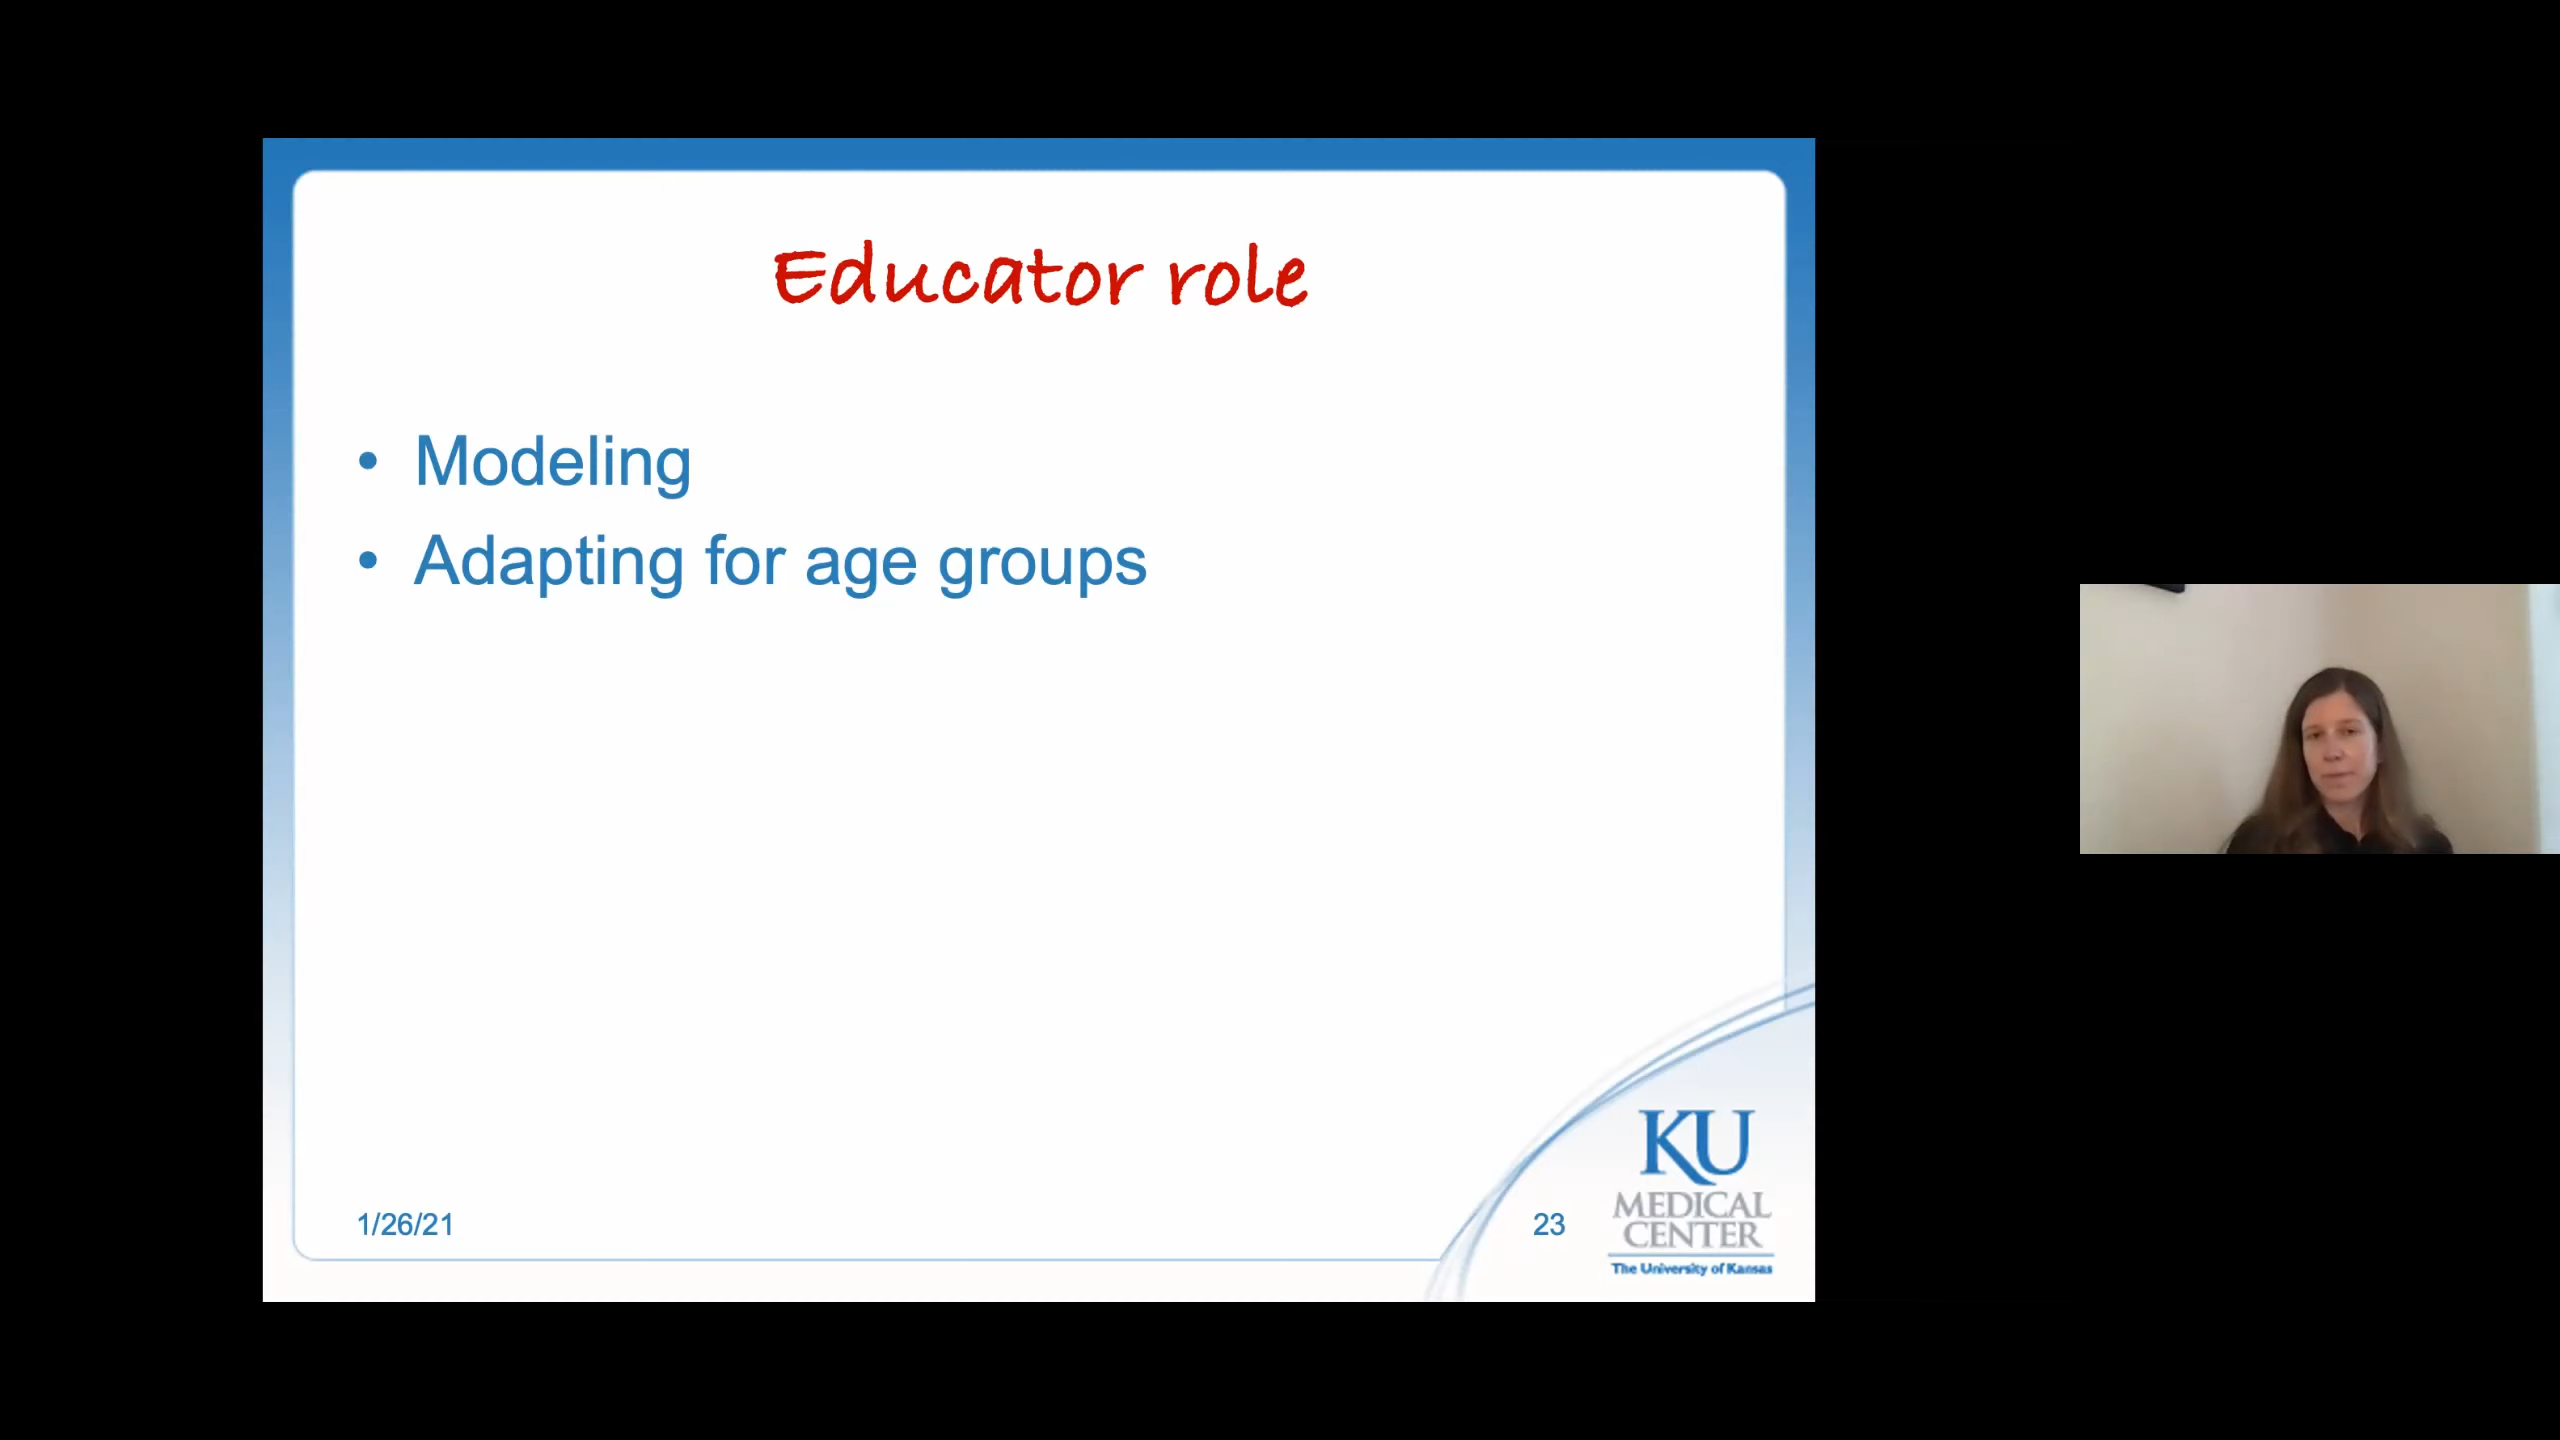 Educator role
• Modeling
• Adapting for age groups
1/26/21
23
KU
MEDICAL
CENTER
The University of Kansas